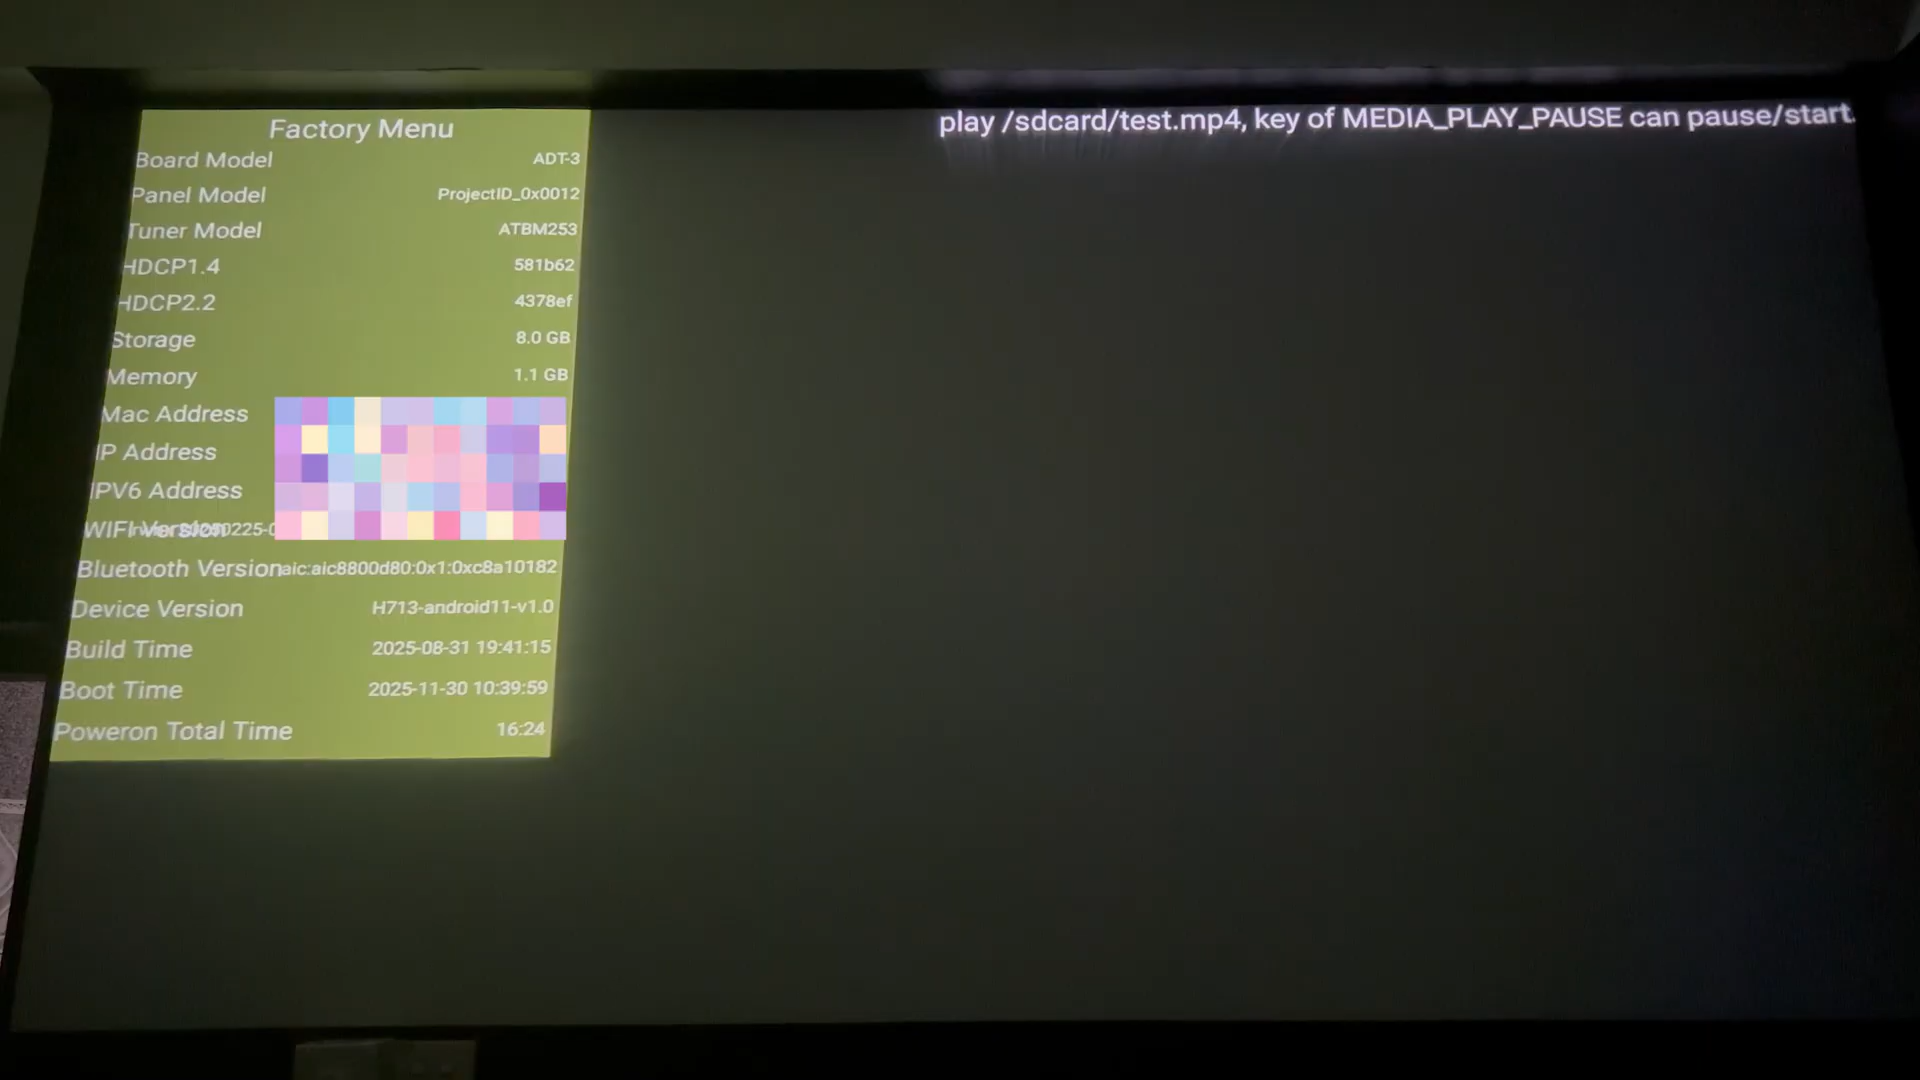 Factory Menu
play /sdcard/test.mp4, key of MEDIA_PLAY_PAUSE can pause/start.
Board Model ADT-3
Panel Model ProjectID_0x0012
Tuner Model ATBM253
HDCP1.4 581b62
HDCP2.2 4378ef
Storage 8.0 GB
Memory 1.1 GB
Mac Address
IP Address
IPV6 Address
WIFI Version
Bluetooth Version aic:aic8800d80:0x1:0xc8a10182
Device Version H713-android11-v1.0
Build Time 2025-08-31 19:41:15
Boot Time 2025-11-30 10:39:59
Poweron Total Time 16:24